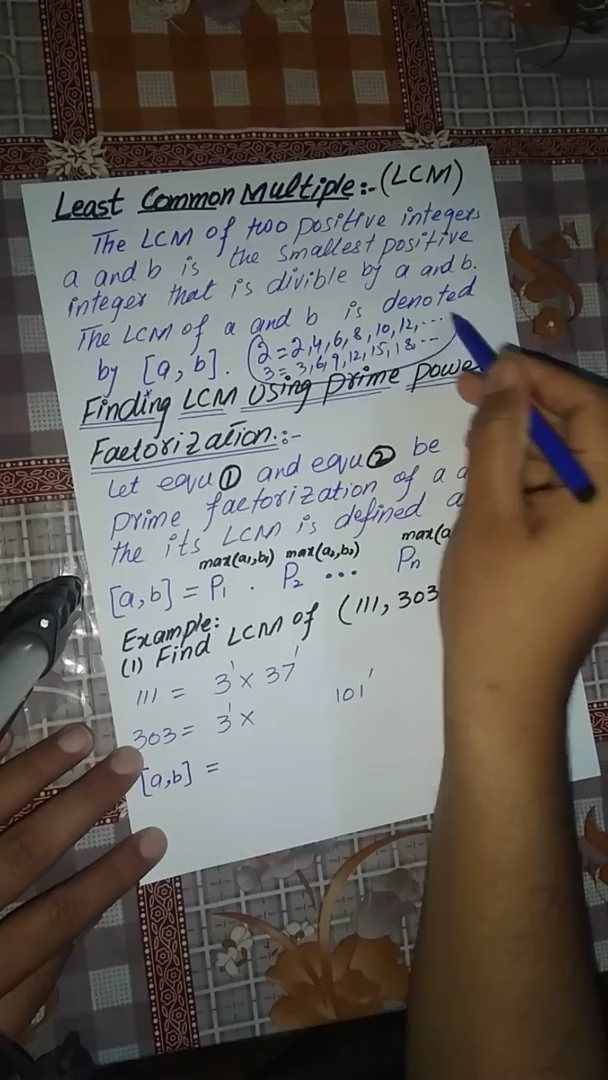 Least Common Multiple:-(LCM)
The LCM of two positive integers
a and b is the smallest positive
integer that is divible by a and b.
The LCM of a and b is denoted
by [a, b]. (2 = 2,4,6,8,10,12,...
3 = 3,6,9,12,15,18,...
Finding LCM Using prime Power
Factorization:-
Let equ ① and equ ② be
prime factorization of a
the its LCM is defined
[a,b] = P₁^max(a₁,b₁) . P₂^max(a₂,b₂) ... Pₙ^max(a
Example:
(1) Find LCM of (111, 303
111 = 3¹ x 37¹
303 = 3¹ x 101¹
[a,b] =